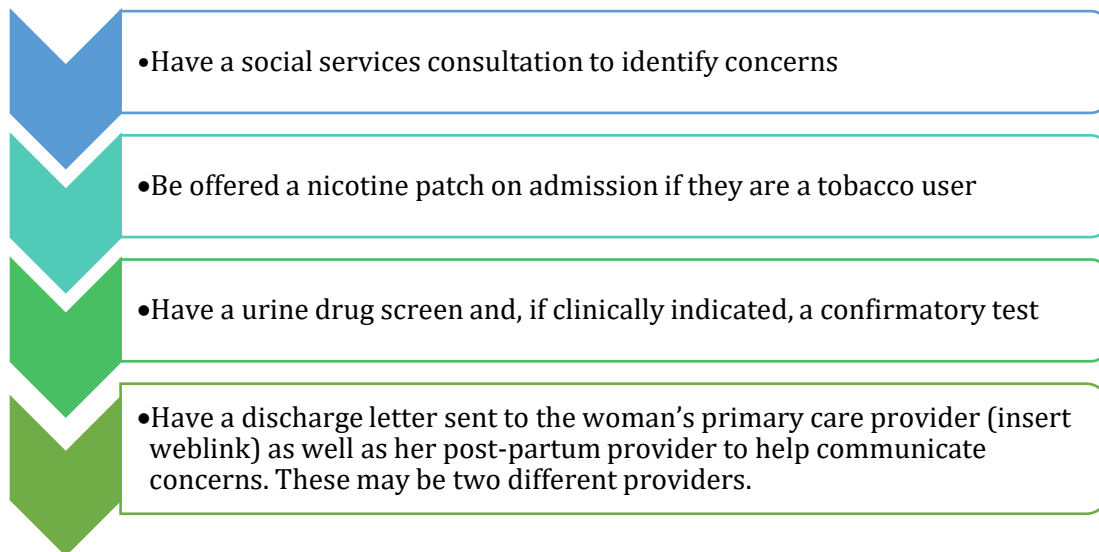 •Have a social services consultation to identify concerns
•Be offered a nicotine patch on admission if they are a tobacco user
•Have a urine drug screen and, if clinically indicated, a confirmatory test
•Have a discharge letter sent to the woman’s primary care provider (insert
weblink) as well as her post-partum provider to help communicate
concerns. These may be two different providers.